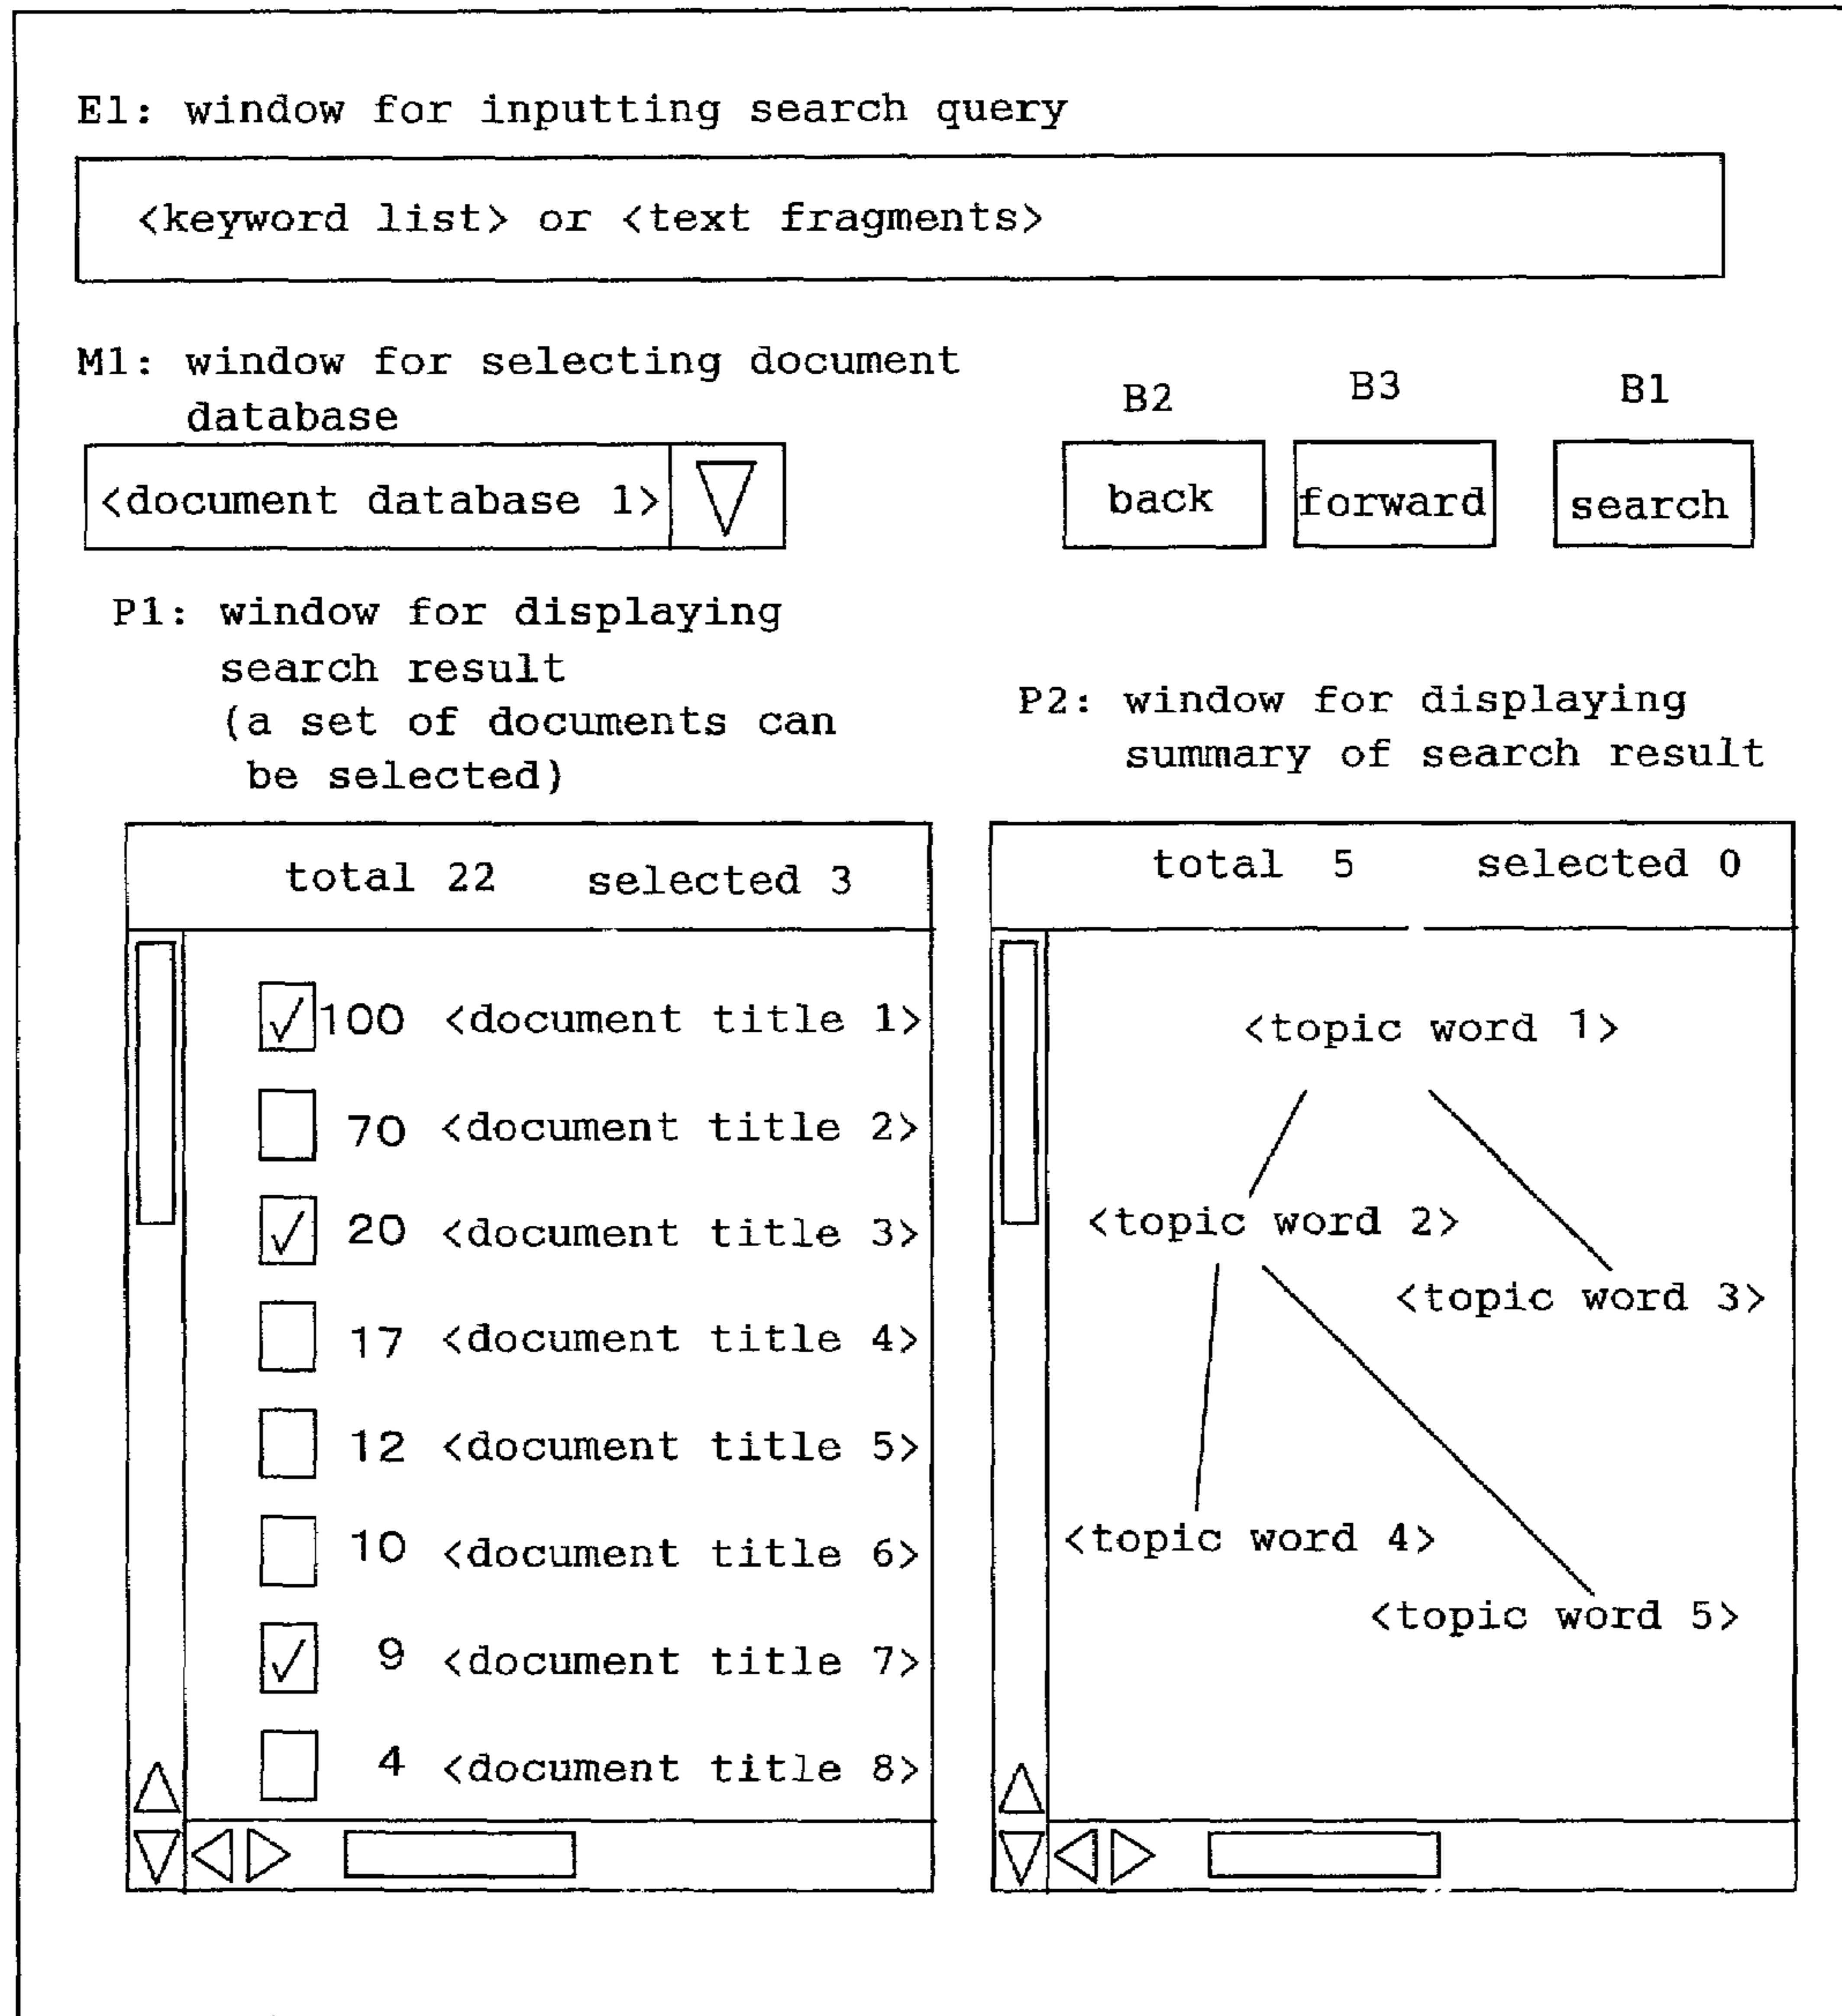 E1: window for inputting search query
<keyword list> or <text fragments>
M1: window for selecting document
database
<document database 1>
B2
B3
B1
back
forward
search
P1: window for displaying
search result
(a set of documents can
be selected)
P2: window for displaying
summary of search result
total 22 selected 3
100 <document title 1>
70 <document title 2>
20 <document title 3>
17 <document title 4>
12 <document title 5>
10 <document title 6>
9 <document title 7>
4 <document title 8>
total 5 selected 0
<topic word 1>
<topic word 2>
<topic word 3>
<topic word 4>
<topic word 5>